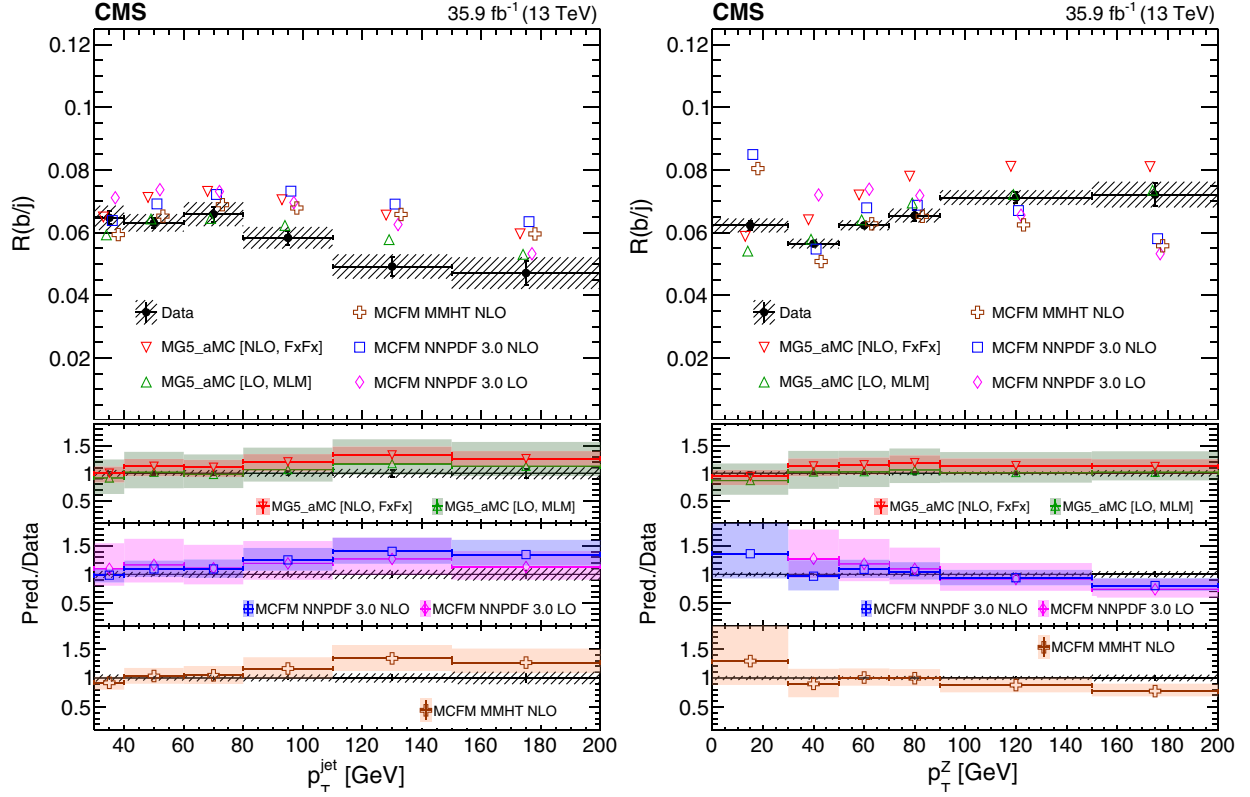 CMS 35.9 fb⁻¹ (13 TeV)
R(b/j)
0.12
0.1
0.08
0.06
0.04
0.02
Data
MG5_aMC [NLO, FxFx]
MG5_aMC [LO, MLM]
MCFM MMHT NLO
MCFM NNPDF 3.0 NLO
MCFM NNPDF 3.0 LO
Pred./Data
1.5
1
0.5
MG5_aMC [NLO, FxFx] MG5_aMC [LO, MLM]
1.5
1
0.5
MCFM NNPDF 3.0 NLO MCFM NNPDF 3.0 LO
1.5
1
0.5
MCFM MMHT NLO
40 60 80 100 120 140 160 180 200
p_T^jet [GeV]
CMS 35.9 fb⁻¹ (13 TeV)
R(b/j)
0.12
0.1
0.08
0.06
0.04
0.02
Data
MG5_aMC [NLO, FxFx]
MG5_aMC [LO, MLM]
MCFM MMHT NLO
MCFM NNPDF 3.0 NLO
MCFM NNPDF 3.0 LO
Pred./Data
1.5
1
0.5
MG5_aMC [NLO, FxFx] MG5_aMC [LO, MLM]
1.5
1
0.5
MCFM NNPDF 3.0 NLO MCFM NNPDF 3.0 LO
1.5
1
0.5
MCFM MMHT NLO
0 20 40 60 80 100 120 140 160 180 200
p_T^Z [GeV]